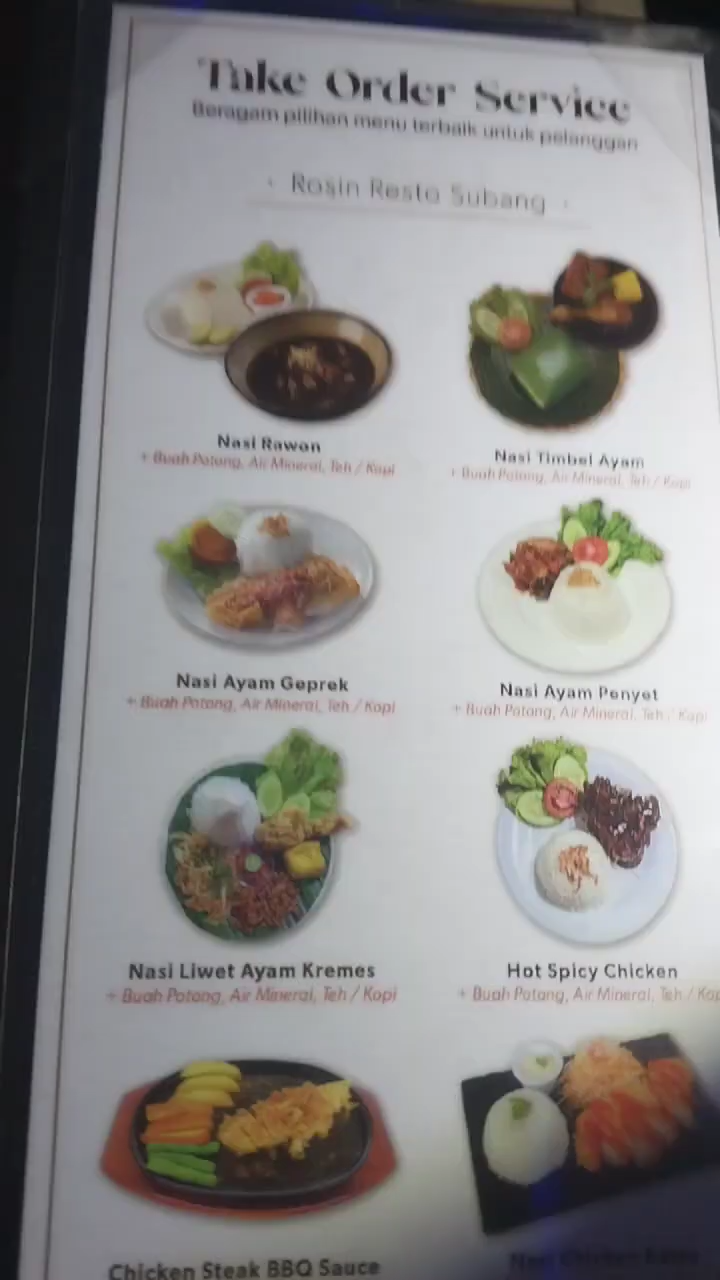 Take Order Service
Beragam pilihan menu terbaik untuk pelanggan
· Rosin Resto Subang ·
Nasi Rawon
+ Buah Potong, Air Mineral, Teh / Kopi
Nasi Timbel Ayam
+ Buah Potong, Air Mineral, Teh / Kopi
Nasi Ayam Geprek
+ Buah Potong, Air Mineral, Teh / Kopi
Nasi Ayam Penyet
+ Buah Potong, Air Mineral, Teh / Kopi
Nasi Liwet Ayam Kremes
+ Buah Potong, Air Mineral, Teh / Kopi
Hot Spicy Chicken
+ Buah Potong, Air Mineral, Teh / Kop
Chicken Steak BBQ Sauce
Nasi Chicken